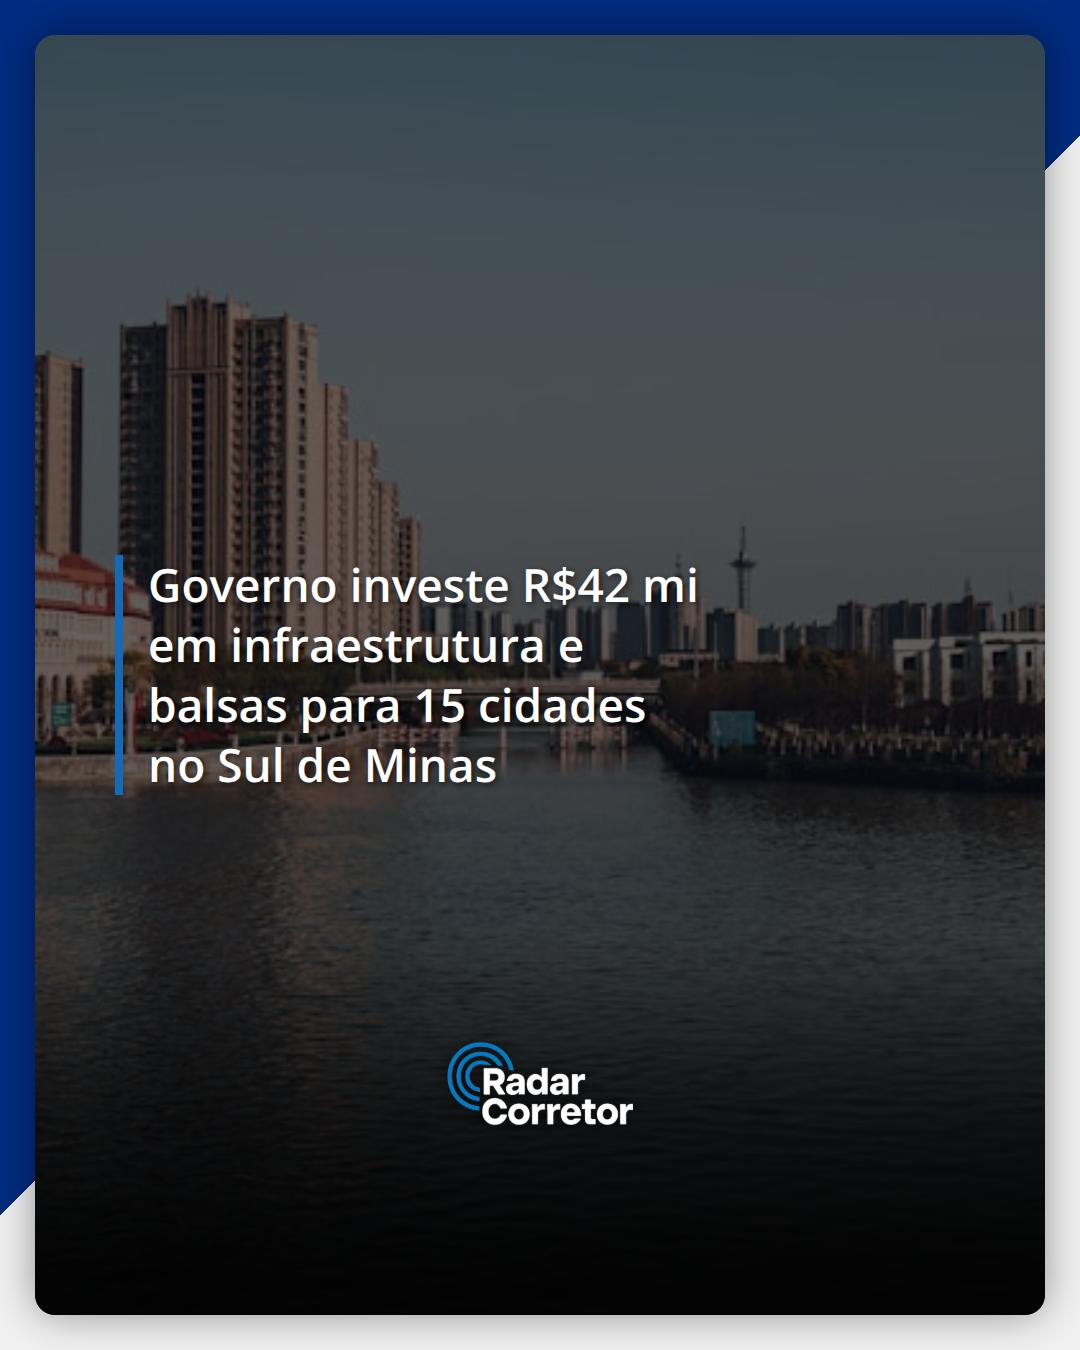 Governo investe R$42 mi
em infraestrutura e
balsas para 15 cidades
no Sul de Minas
Radar
Corretor